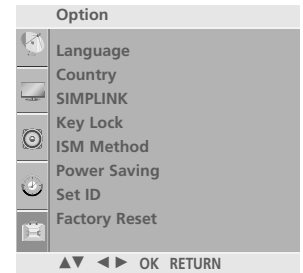 Option
Language
Country
SIMPLINK
Key Lock
ISM Method
Power Saving
Set ID
Factory Reset
▲▼ ◄► OK RETURN